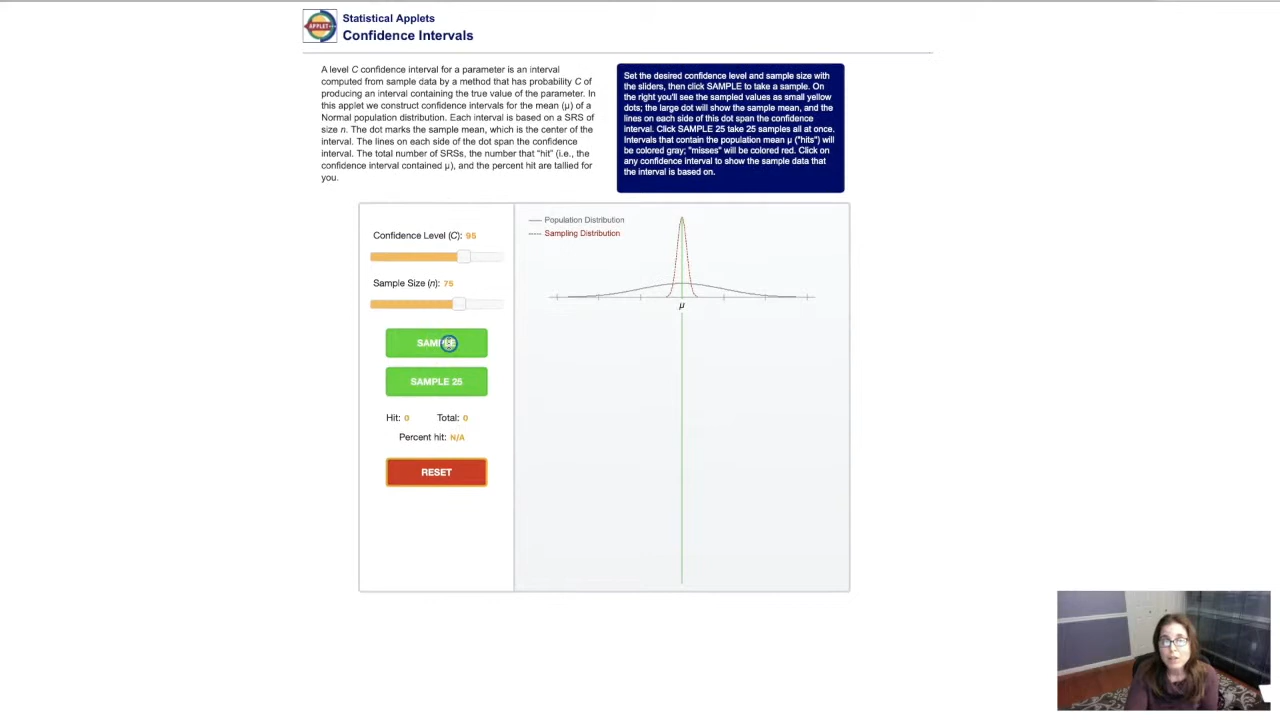 APPLET
Statistical Applets
Confidence Intervals
A level C confidence interval for a parameter is an interval
computed from sample data by a method that has probability C of
producing an interval containing the true value of the parameter. In
this applet we construct confidence intervals for the mean (μ) of a
Normal population distribution. Each interval is based on a SRS of
size n. The dot marks the sample mean, which is the center of the
interval. The lines on each side of the dot span the confidence
interval. The total number of SRSs, the number that "hit" (i.e., the
confidence interval contained μ), and the percent hit are tallied for
you.
Set the desired confidence level and sample size with
the sliders, then click SAMPLE to take a sample. On
the right you'll see the sampled values as small yellow
dots; the large dot will show the sample mean, and the
lines on each side of this dot span the confidence
interval. Click SAMPLE 25 take 25 samples all at once.
Intervals that contain the population mean μ ("hits") will
be colored gray; "misses" will be colored red. Click on
any confidence interval to show the sample data that
the interval is based on.
Confidence Level (C): 95
Sample Size (n): 75
SAMPLE
SAMPLE 25
Hit: 0 Total: 0
Percent hit: N/A
RESET
Population Distribution
Sampling Distribution
μ